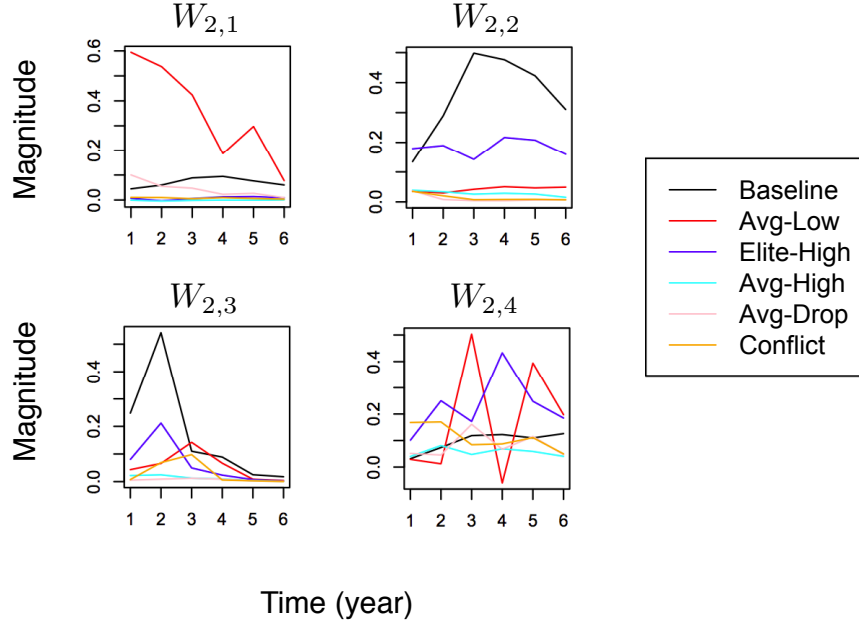 W2,1 W2,2
Magnitude
0.0 0.2 0.4 0.6
0.0 0.2 0.4
1 2 3 4 5 6
1 2 3 4 5 6
Baseline
Avg-Low
Elite-High
Avg-High
Avg-Drop
Conflict
W2,3 W2,4
Magnitude
0.0 0.2 0.4
0.0 0.2 0.4
1 2 3 4 5 6
1 2 3 4 5 6
Time (year)